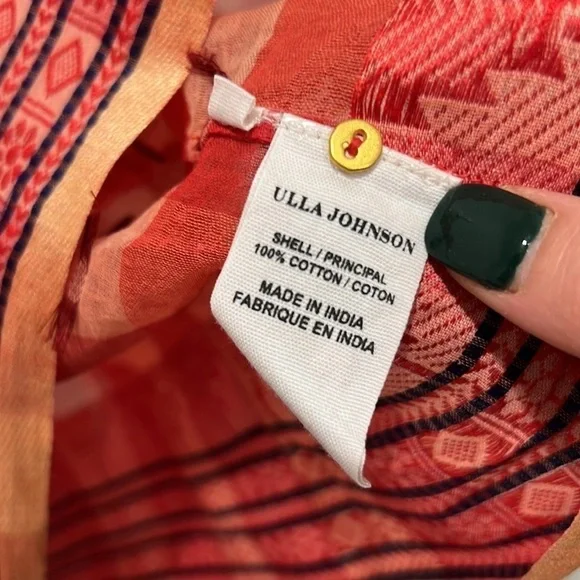 ULLA JOHNSON
SHELL / PRINCIPAL
100% COTTON / COTON
MADE IN INDIA
FABRIQUE EN INDIA